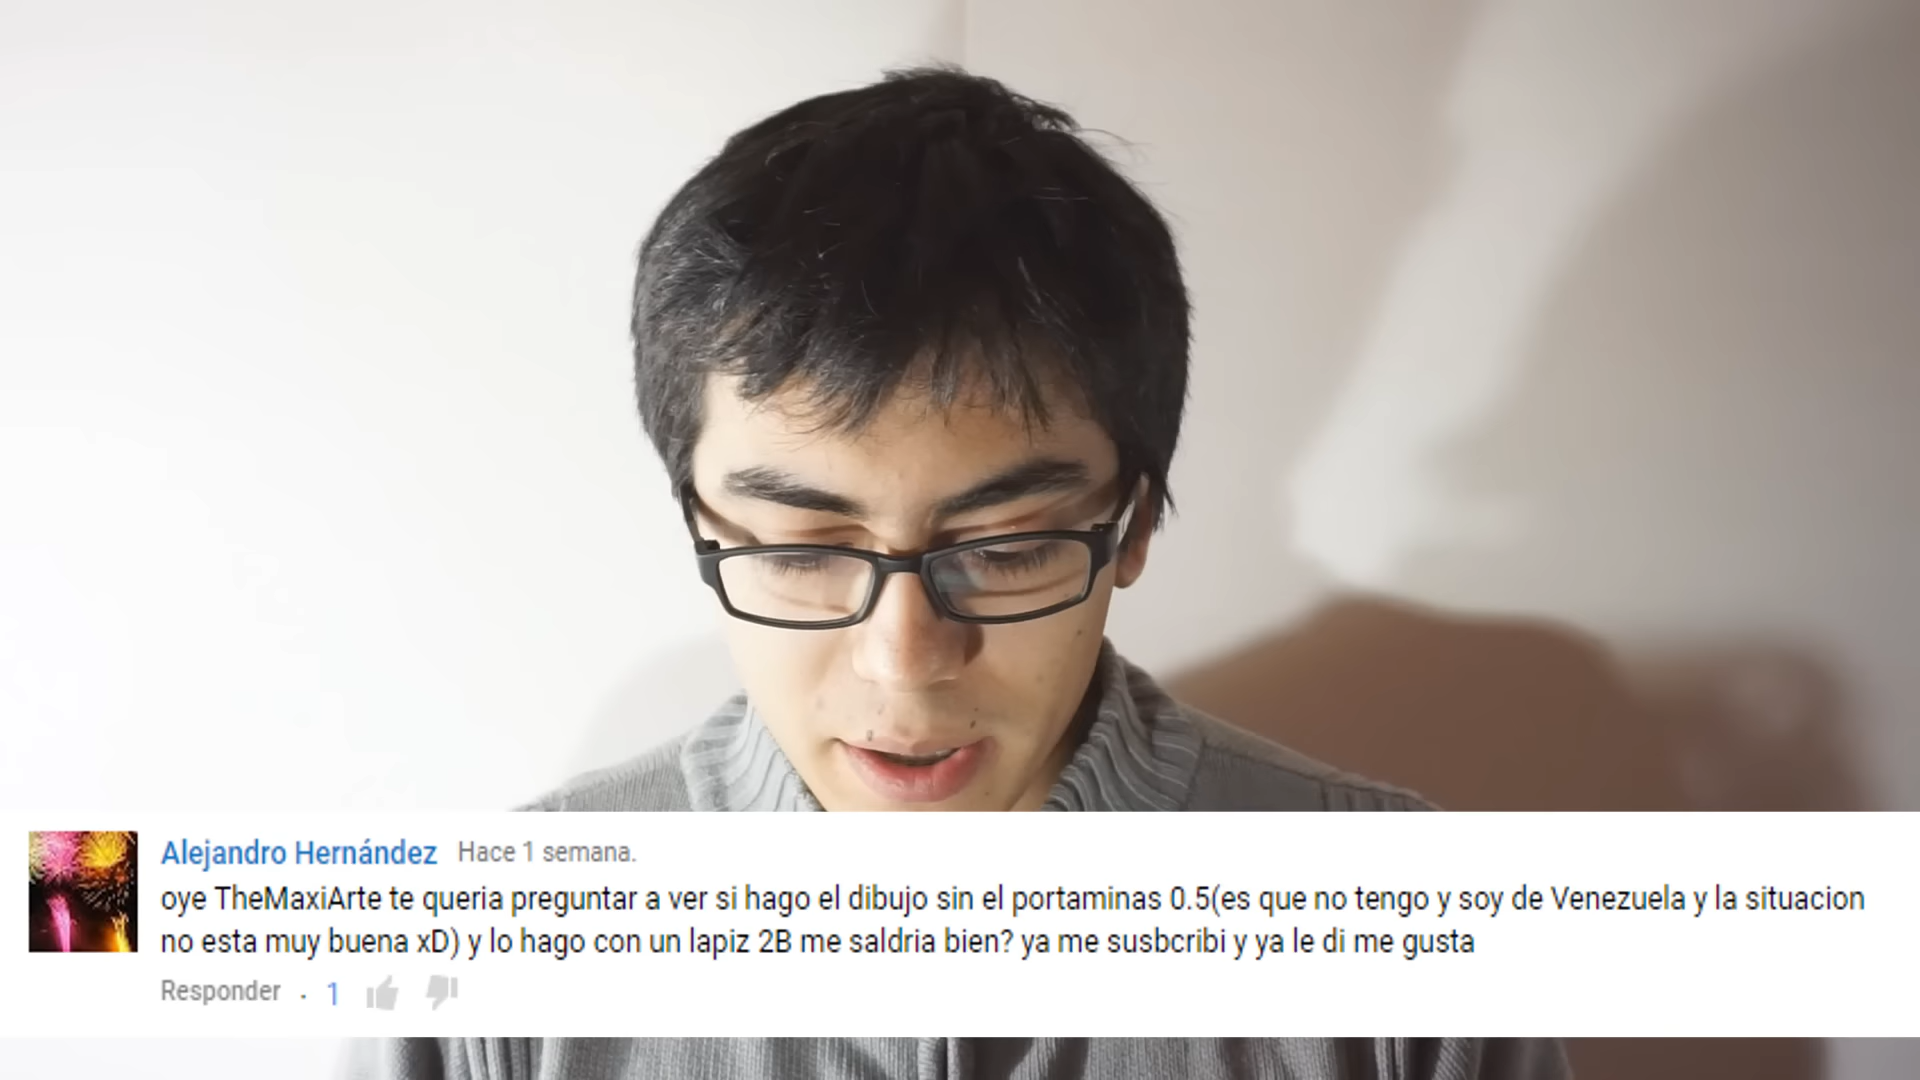 Alejandro Hernández Hace 1 semana.
oye TheMaxiArte te queria preguntar a ver si hago el dibujo sin el portaminas 0.5(es que no tengo y soy de Venezuela y la situacion
no esta muy buena xD) y lo hago con un lapiz 2B me saldria bien? ya me susbcribi y ya le di me gusta
Responder . 1